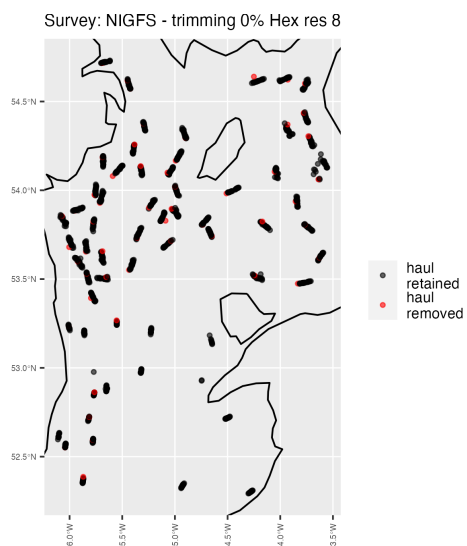 Survey: NIGFS - trimming 0% Hex res 8
54.5°N
54.0°N
53.5°N
53.0°N
52.5°N
6.0°W
5.5°W
5.0°W
4.5°W
4.0°W
3.5°W
haul
retained
haul
removed